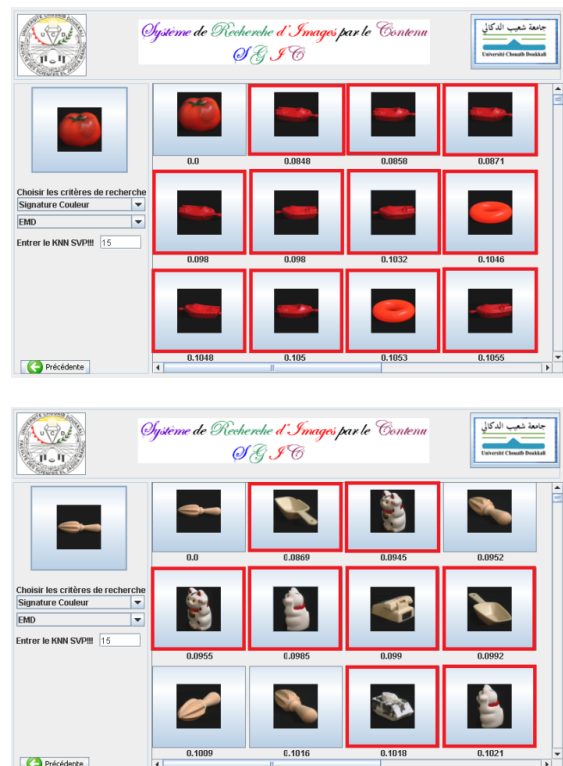 Système de Recherche d'Images par le Contenu
SGIC
جامعة شعيب الدكالي
Université Chouaib Doukkali
0.0 0.0848 0.0858 0.0871
Choisir les critères de recherche
Signature Couleur
EMD
Entrer le KNN SVP!!! 15
0.098 0.098 0.1032 0.1046
0.1048 0.105 0.1053 0.1055
Précédente
Système de Recherche d'Images par le Contenu
SGIC
جامعة شعيب الدكالي
Université Chouaib Doukkali
0.0 0.0869 0.0945 0.0952
Choisir les critères de recherche
Signature Couleur
EMD
Entrer le KNN SVP!!! 15
0.0955 0.0985 0.099 0.0992
0.1009 0.1016 0.1018 0.1021
Précédente